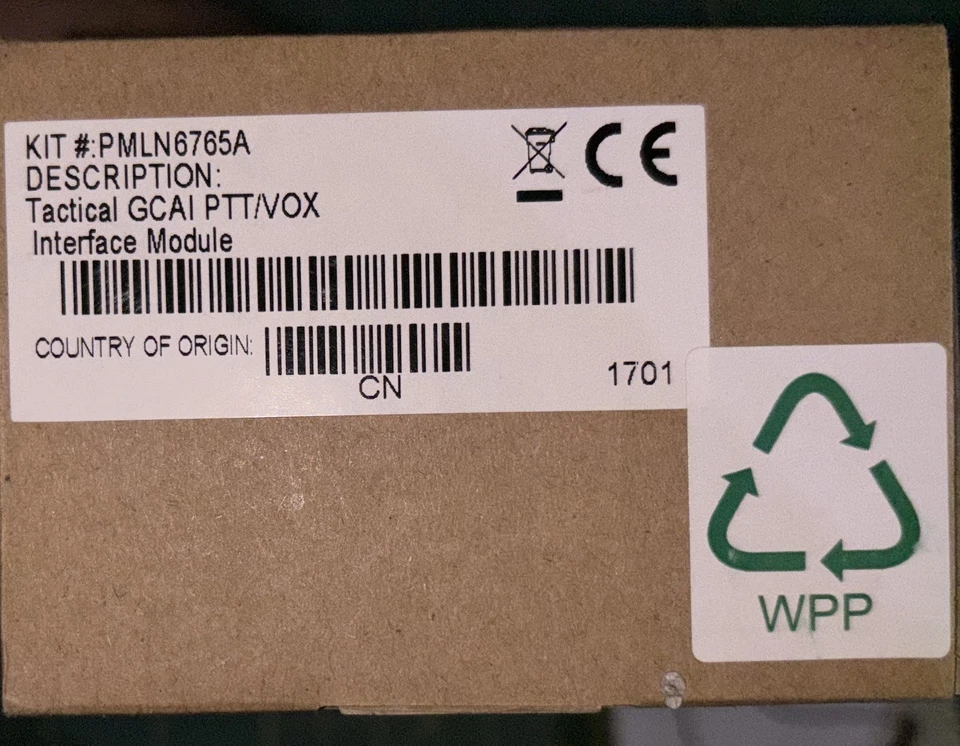 KIT #:PMLN6765A
DESCRIPTION:
Tactical GCAI PTT/VOX
Interface Module
COUNTRY OF ORIGIN:
CN
1701
CE
WPP